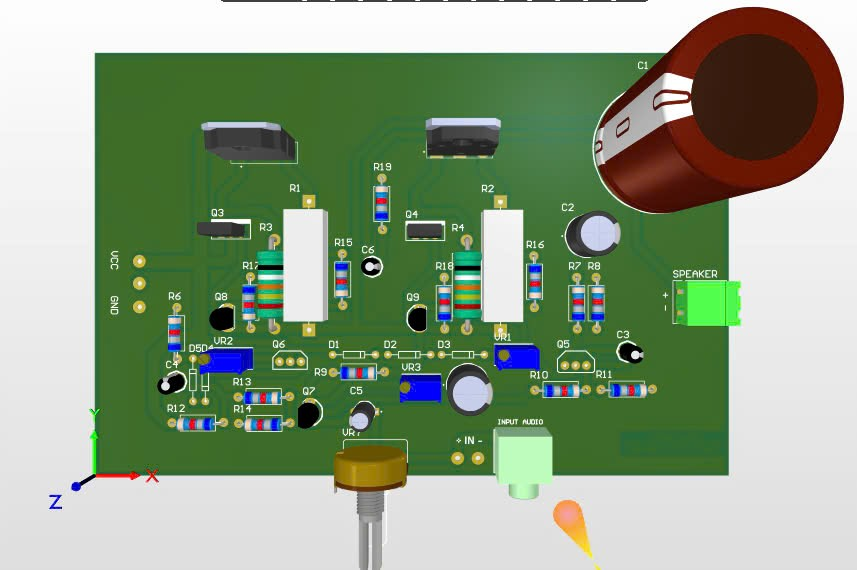 C1
R19
R1
R2
Q3
Q4
C2
R3
R4
R15
R16
C6
VCC
GND
R17
R18
R7 R8
SPEAKER
+
-
R6
Q8
Q9
VR2
Q6
D1
D2
D3
VR1
Q5
C3
D5 D4
C4
R9
VR3
R10
R11
R13
Q7
C5
R12
R14
VR7
+ IN -
INPUT AUDIO
Y
X
Z